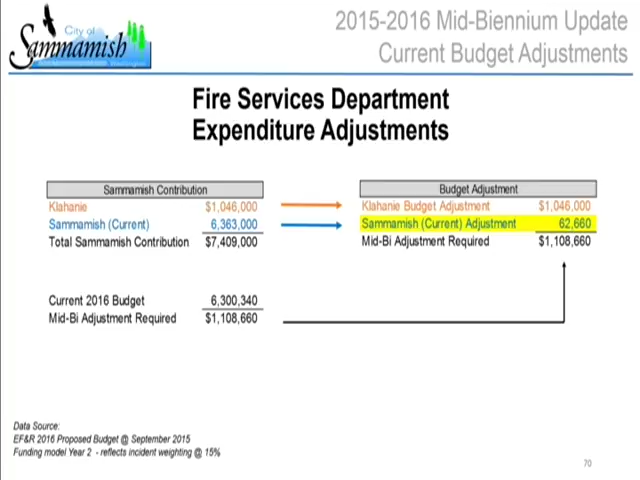 City of
Sammamish
Washington
2015-2016 Mid-Biennium Update
Current Budget Adjustments
Fire Services Department
Expenditure Adjustments
Sammamish Contribution
Klahanie $1,046,000
Sammamish (Current) 6,363,000
Total Sammamish Contribution $7,409,000
Budget Adjustment
Klahanie Budget Adjustment $1,046,000
Sammamish (Current) Adjustment 62,660
Mid-Bi Adjustment Required $1,108,660
Current 2016 Budget 6,300,340
Mid-Bi Adjustment Required $1,108,660
Data Source:
EF&R 2016 Proposed Budget @ September 2015
Funding model Year 2 - reflects incident weighting @ 15%
70